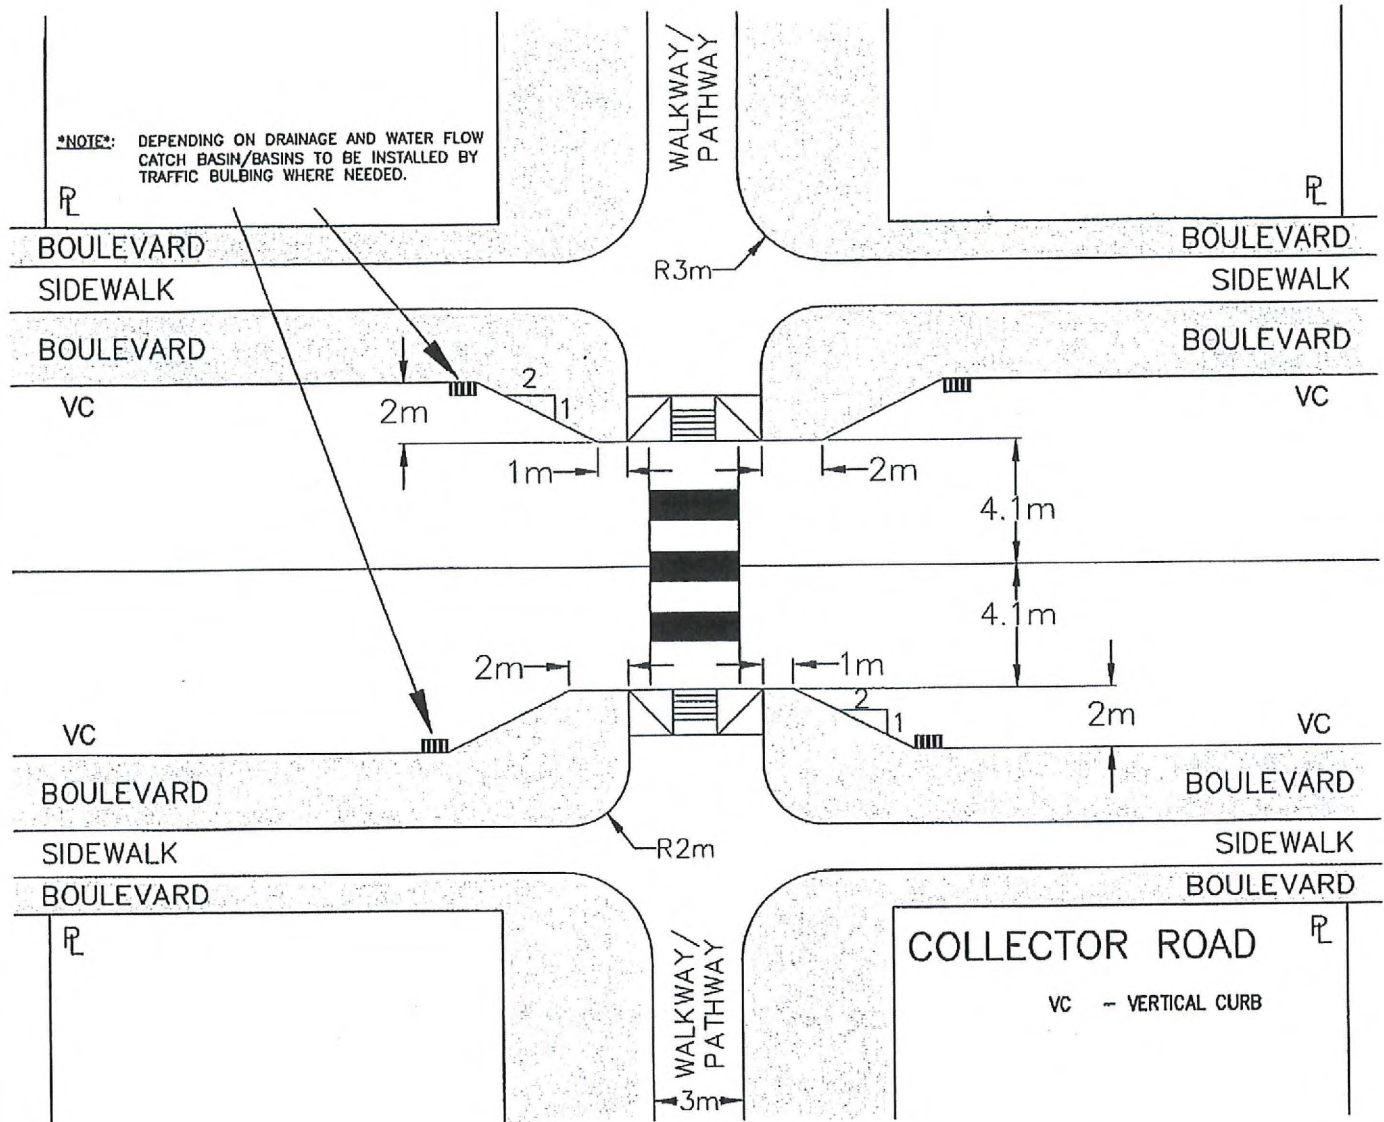 WALKWAY/
PATHWAY
*NOTE*: DEPENDING ON DRAINAGE AND WATER FLOW
CATCH BASIN/BASINS TO BE INSTALLED BY
TRAFFIC BULBING WHERE NEEDED.
PL
PL
BOULEVARD
BOULEVARD
R3m
SIDEWALK
SIDEWALK
BOULEVARD
BOULEVARD
VC
2m
2
1
VC
1m
2m
4.1m
4.1m
2m
1m
2
1
2m
VC
VC
BOULEVARD
BOULEVARD
R2m
SIDEWALK
SIDEWALK
BOULEVARD
BOULEVARD
PL
PL
WALKWAY/
PATHWAY
COLLECTOR ROAD
VC - VERTICAL CURB
3m